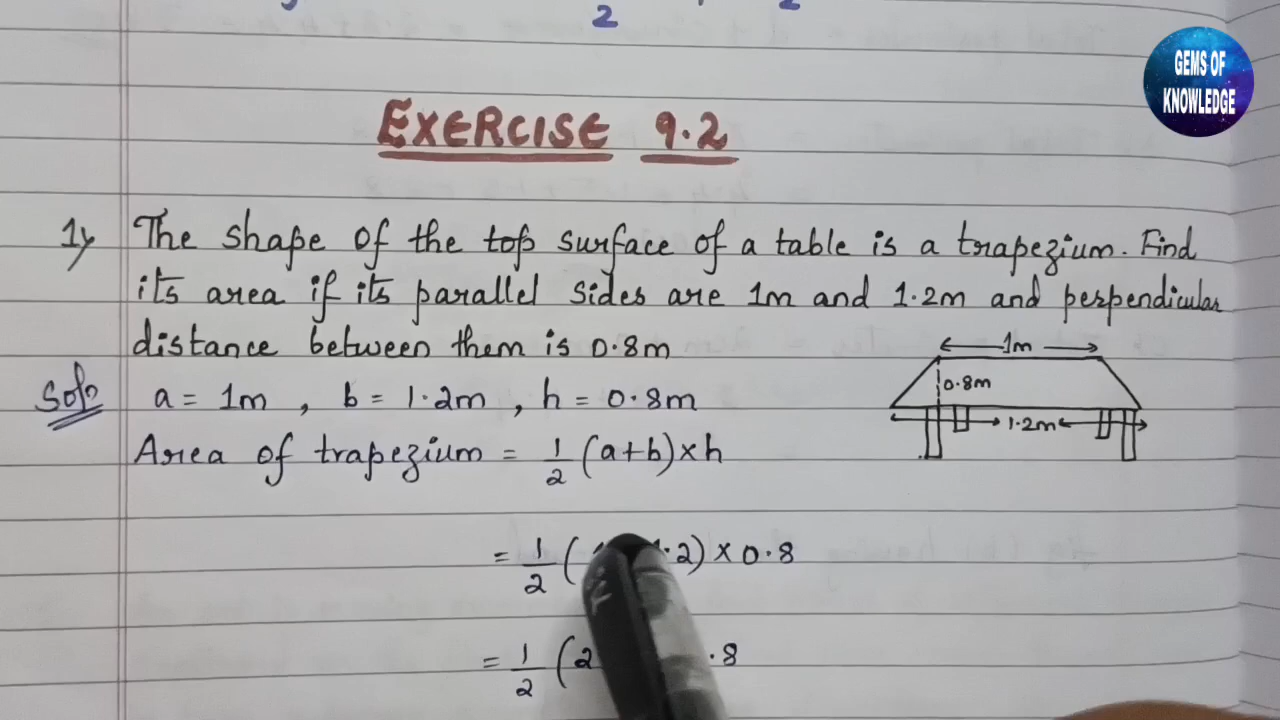 2 2
GEMS OF
KNOWLEDGE
EXERCISE 9.2
1) The shape of the top surface of a table is a trapezium. Find
its area if its parallel sides are 1m and 1.2m and perpendicular
distance between them is 0.8m
1m
0.8m
1.2m
Soln a = 1m , b = 1.2m , h = 0.8m
Area of trapezium = 1/2 (a+b)×h
= 1/2 ( .2) × 0.8
= 1/2 (2 .8